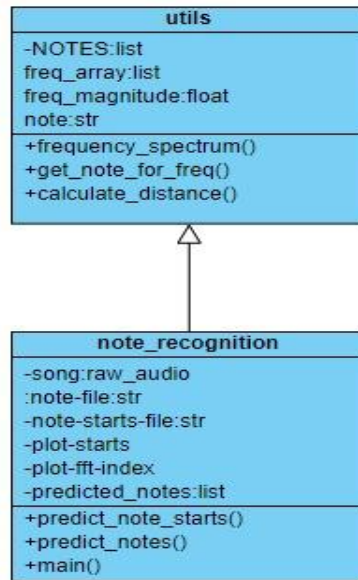 utils
-NOTES:list
freq_array:list
freq_magnitude:float
note:str
+frequency_spectrum()
+get_note_for_freq()
+calculate_distance()
note_recognition
-song:raw_audio
:note-file:str
-note-starts-file:str
-plot-starts
-plot-fft-index
-predicted_notes:list
+predict_note_starts()
+predict_notes()
+main()